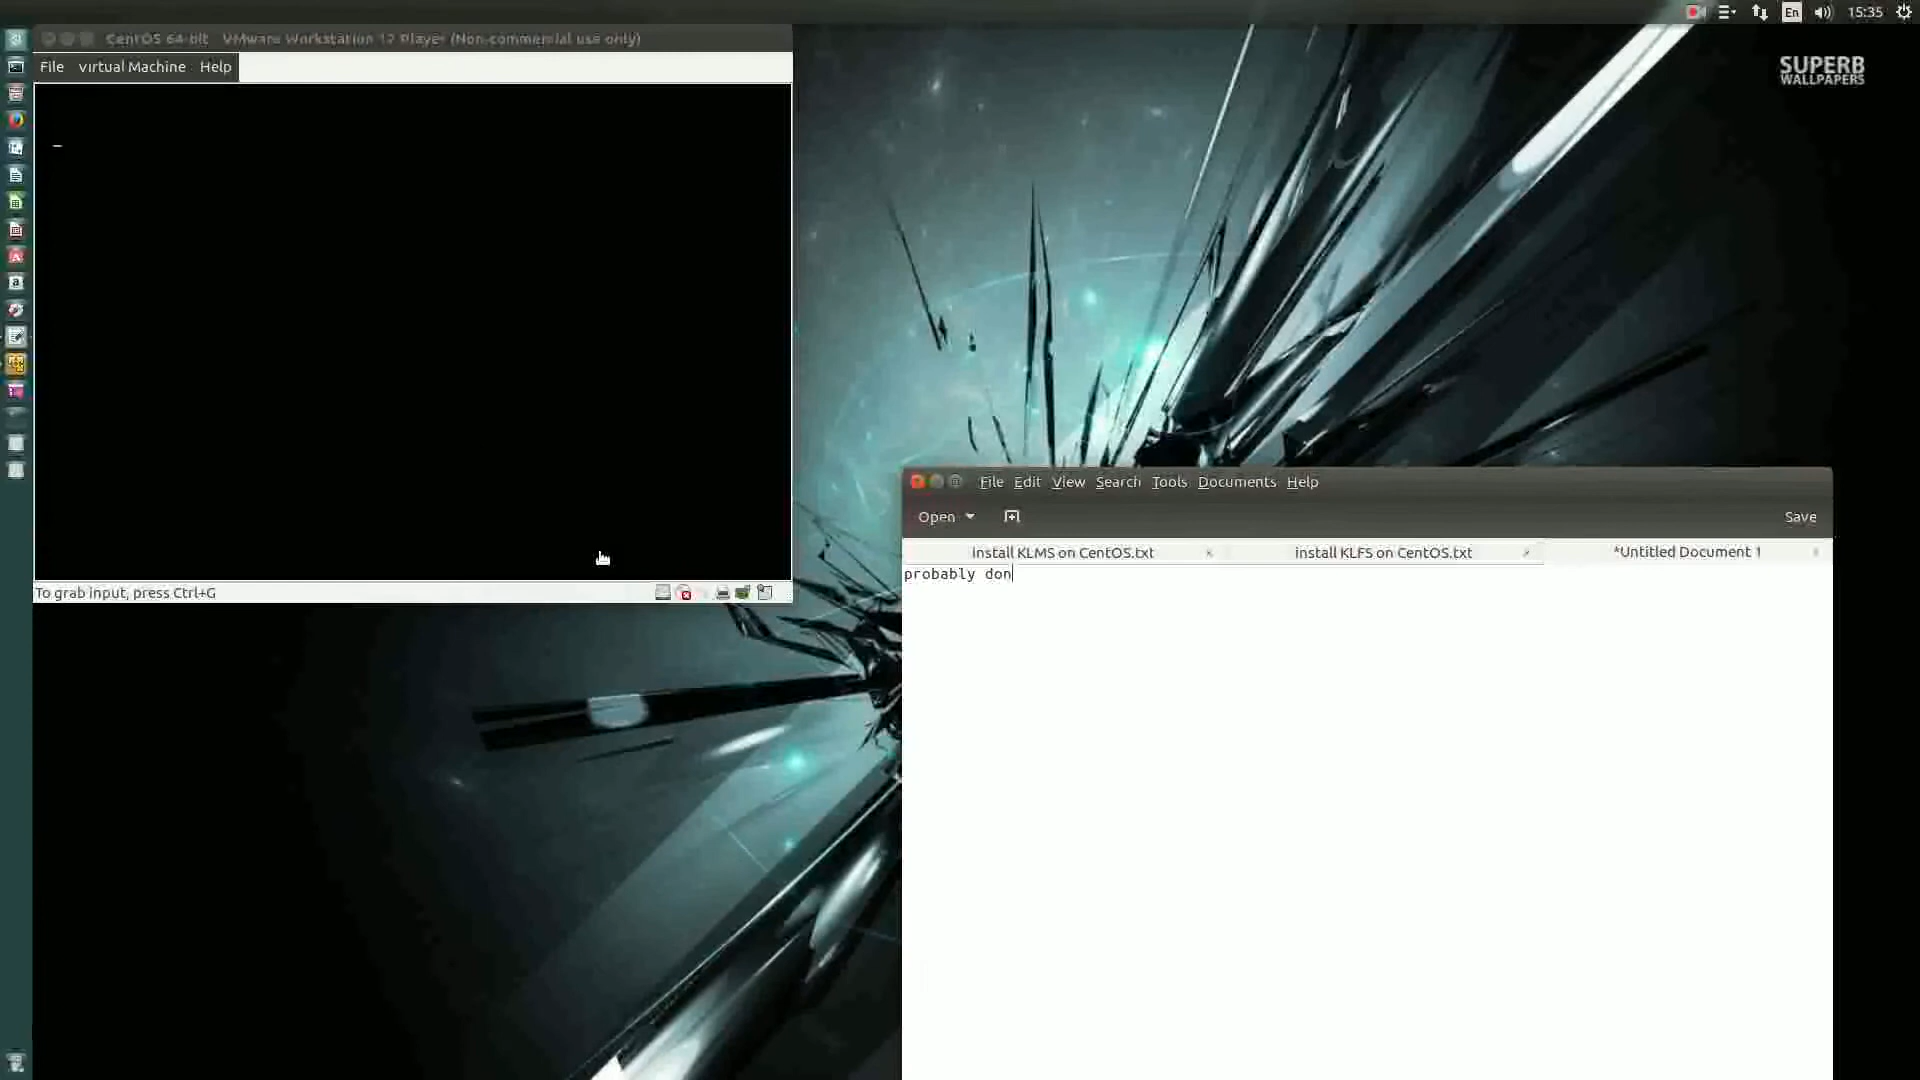 En
15:35
CentOS 64-bit - VMware Workstation 12 Player (Non-commercial use only)
File Virtual Machine Help
SUPERB
WALLPAPERS
To grab input, press Ctrl+G
File Edit View Search Tools Documents Help
Open
Save
install KLMS on CentOS.txt
install KLFS on CentOS.txt
*Untitled Document 1
probably don